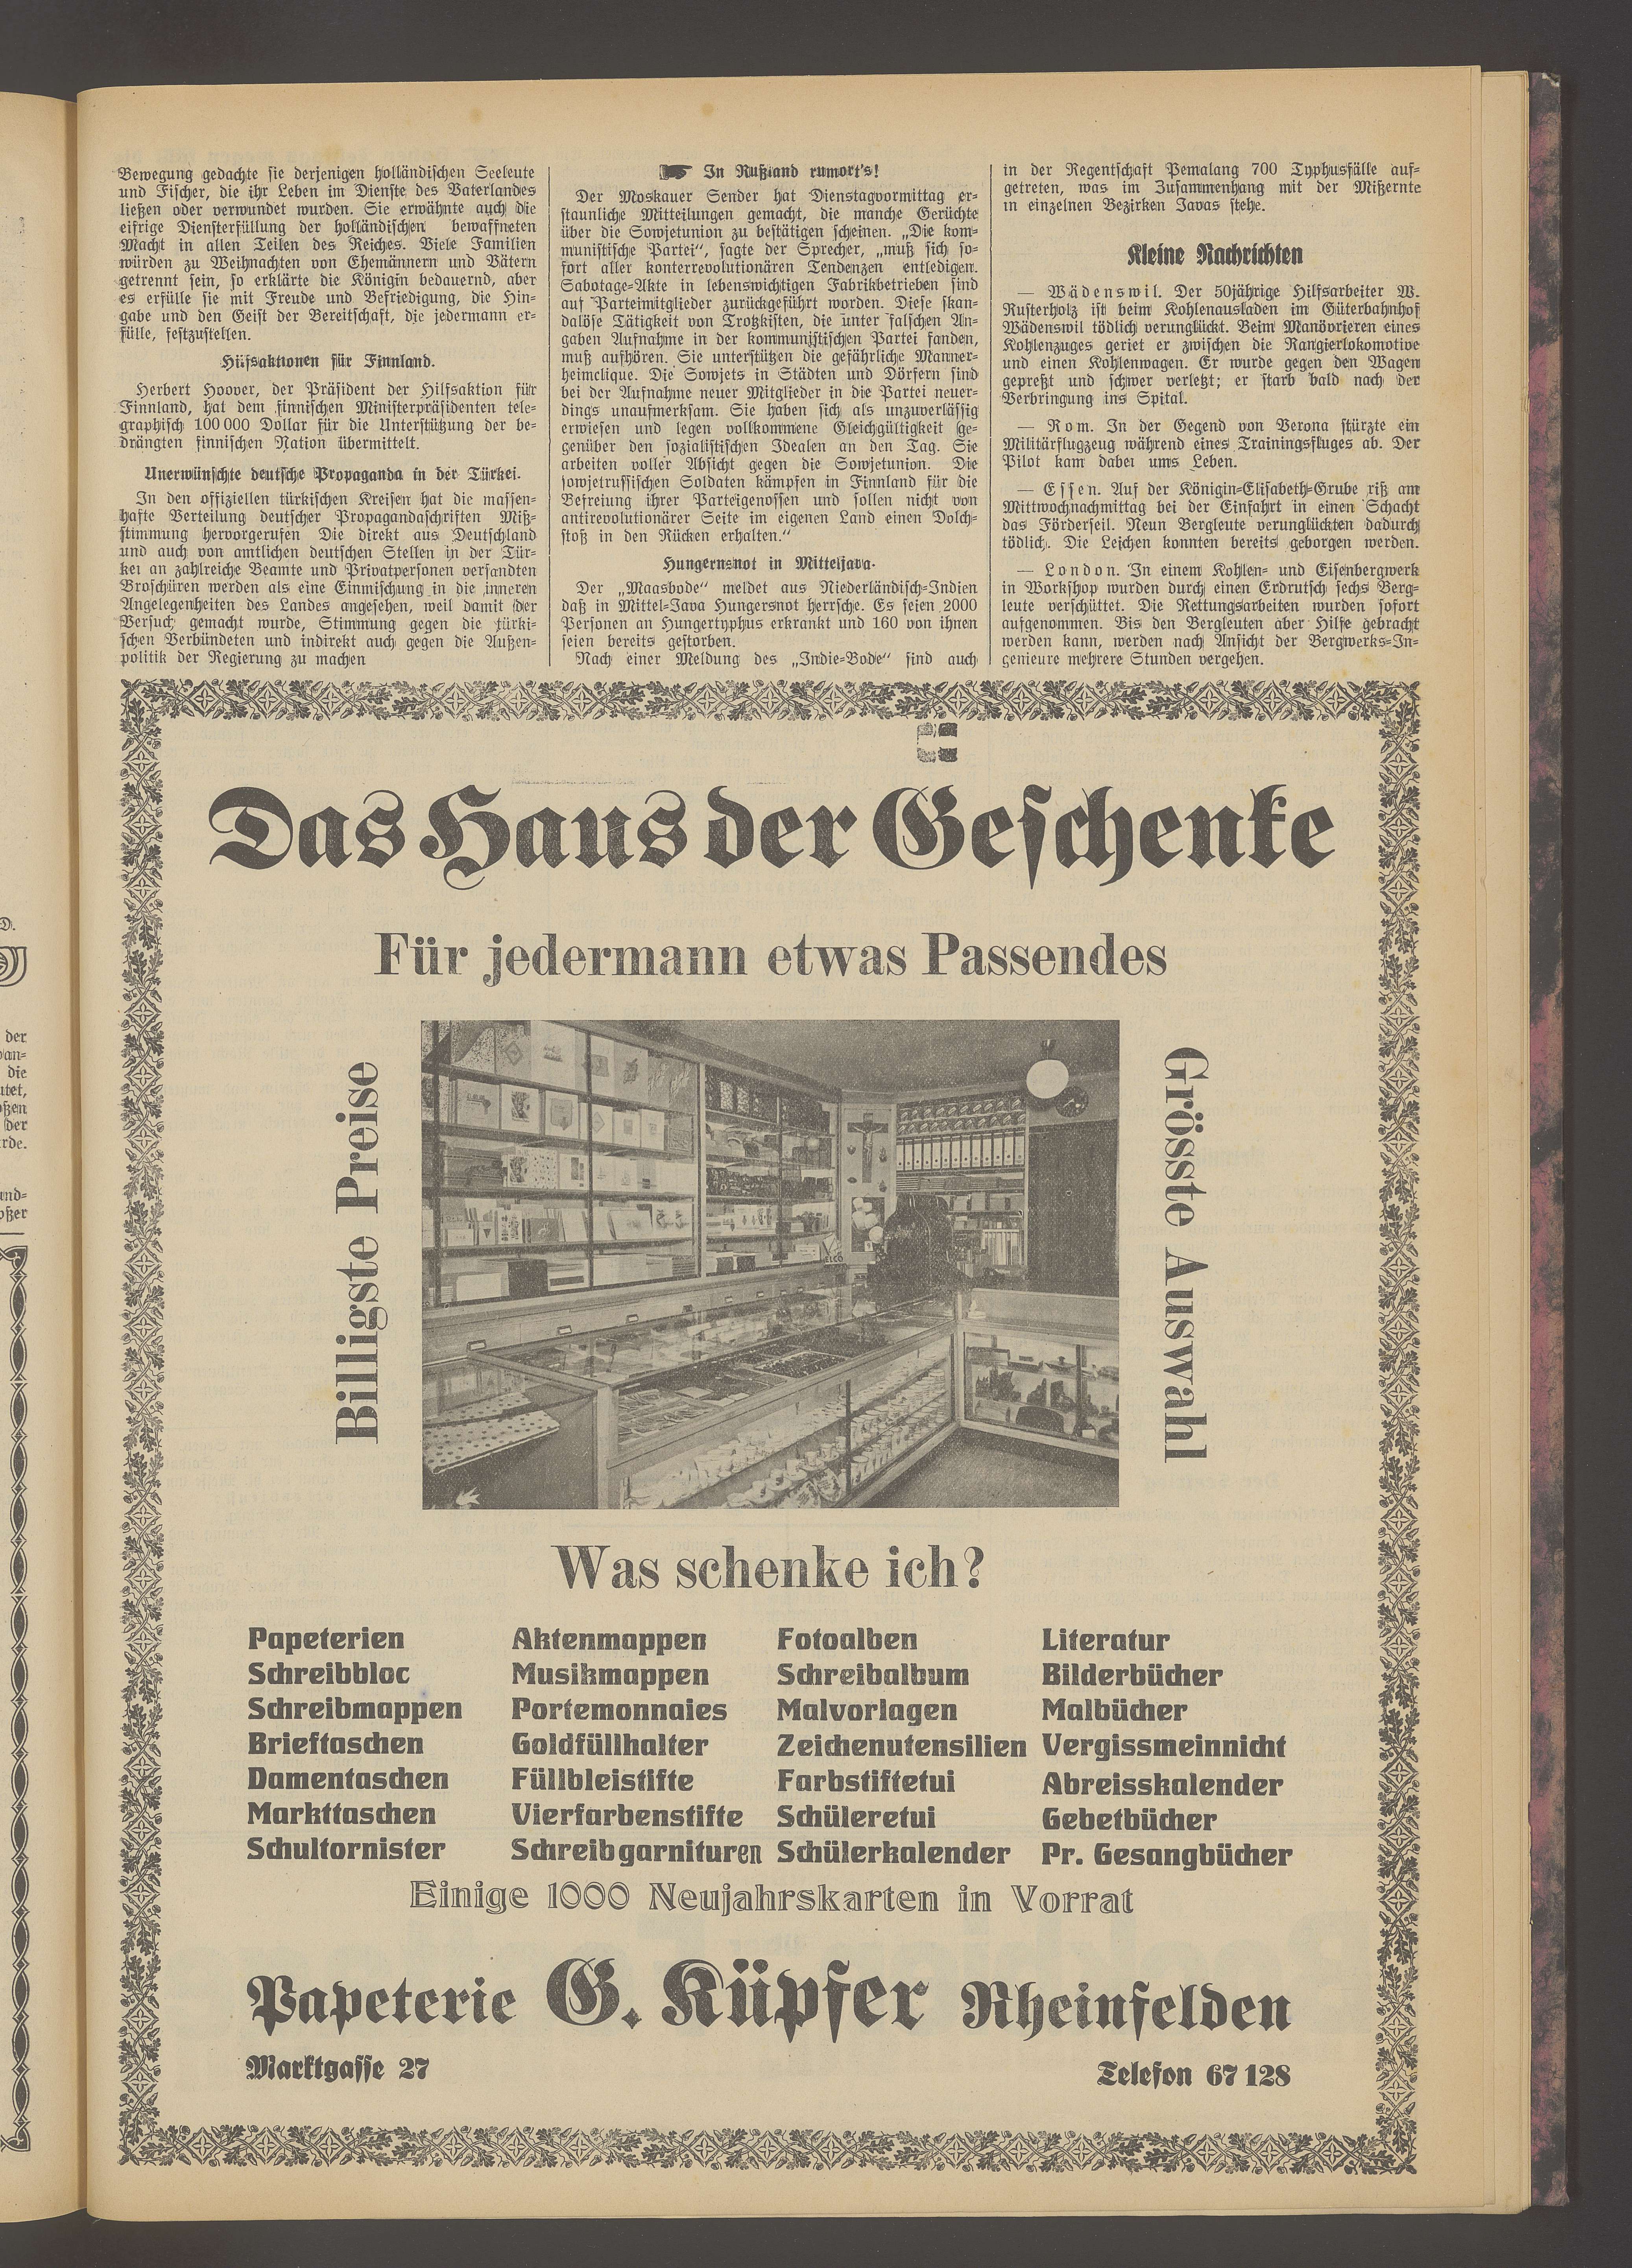 Bewegung gedachte sie derjenigen holländischen Seeleute
und Fischer, die ihr Leben im Dienste des Vaterlandes
ließen oder verwundet wurden. Sie erwähnte auch die
eifrige Diensterfüllung der holländischen bewaffneten
Macht in allen Teilen des Reiches. Viele Familien
würden zu Weihnachten von Ehemännern und Vätern
getrennt sein, so erklärte die Königin bedauernd, aber
es erfülle sie mit Freude und Befriedigung, die Hin-
gabe und den Geist der Bereitschaft, die jedermann er-
fülle, festzustellen.
Hilfsaktionen für Finnland.
Herbert Hoover, der Präsident der Hilfsaktion für
Finnland, hat dem finnischen Ministerpräsidenten tele-
graphisch 100 000 Dollar für die Unterstützung der be-
drängten finnischen Nation übermittelt.
Unerwünschte deutsche Propaganda in der Türkei.
In den offiziellen türkischen Kreisen hat die massen-
hafte Verteilung deutscher Propagandaschriften Miß-
stimmung hervorgerufen Die direkt aus Deutschland
und auch von amtlichen deutschen Stellen in der Tür-
kei an zahlreiche Beamte und Privatpersonen versandten
Broschüren werden als eine Einmischung in die inneren
Angelegenheiten des Landes angesehen, weil damit der
Versuch gemacht wurde, Stimmung gegen die türki-
schen Verbündeten und indirekt auch gegen die Außen-
politik der Regierung zu machen
In Rußland rumort's!
Der Moskauer Sender hat Dienstagvormittag er-
staunliche Mitteilungen gemacht, die manche Gerüchte
über die Sowjetunion zu bestätigen scheinen. „Die kom-
munistische Partei“, sagte der Sprecher, „muß sich so-
fort aller konterrevolutionären Tendenzen entledigen.
Sabotage-Akte in lebenswichtigen Fabrikbetrieben sind
auf Parteimitglieder zurückgeführt worden. Diese skan-
dalöse Tätigkeit von Trotzkisten, die unter falschen An-
gaben Aufnahme in der kommunistischen Partei fanden,
muß aufhören. Sie unterstützen die gefährliche Manner-
heimclique. Die Sowjets in Städten und Dörfern sind
bei der Aufnahme neuer Mitglieder in die Partei neuer-
dings unaufmerksam. Sie haben sich als unzuverlässig
erwiesen und legen vollkommene Gleichgültigkeit ge-
genüber den sozialistischen Idealen an den Tag. Sie
arbeiten voller Absicht gegen die Sowjetunion. Die
sowjetrussischen Soldaten kämpfen in Finnland für die
Befreiung ihrer Parteigenossen und sollen nicht von
antirevolutionärer Seite im eigenen Land einen Dolch-
stoß in den Rücken erhalten.“
Hungersnot in Mitteljava.
Der „Maasbode“ meldet aus Niederländisch-Indien
daß in Mittel-Java Hungersnot herrsche. Es seien 2000
Personen an Hungertyphus erkrankt und 160 von ihnen
seien bereits gestorben.
Nach einer Meldung des „Indie-Bode“ sind auch
in der Regentschaft Pemalang 700 Typhusfälle auf-
getreten, was im Zusammenhang mit der Mißernte
in einzelnen Bezirken Javas stehe.
Kleine Nachrichten
— Wädenswil. Der 50jährige Hilfsarbeiter W.
Rusterholz ist beim Kohlenausladen im Güterbahnhof
Wädenswil tödlich verunglückt. Beim Manövrieren eines
Kohlenzuges geriet er zwischen die Rangierlokomotive
und einen Kohlenwagen. Er wurde gegen den Wagen
gepreßt und schwer verletzt; er starb bald nach der
Verbringung ins Spital.
— Rom. In der Gegend von Verona stürzte ein
Militärflugzeug während eines Trainingsfluges ab. Der
Pilot kam dabei ums Leben.
— Essen. Auf der Königin-Elisabeth-Grube riß am
Mittwochnachmittag bei der Einfahrt in einen Schacht
das Förderseil. Neun Bergleute verunglückten dadurch
tödlich. Die Leichen konnten bereits geborgen werden.
— London. In einem Kohlen- und Eisenbergwerk
in Workshop wurden durch einen Erdrutsch sechs Berg-
leute verschüttet. Die Rettungsarbeiten wurden sofort
aufgenommen. Bis den Bergleuten aber Hilfe gebracht
werden kann, werden nach Ansicht der Bergwerks-In-
genieure mehrere Stunden vergehen.
Das Haus der Geschenke
Für jedermann etwas Passendes
Billigste Preise
ELCO
Grösste Auswahl
Was schenke ich?
Papeterien
Schreibbloc
Schreibmappen
Brieftaschen
Damentaschen
Markttaschen
Schultornister
Aktenmappen
Musikmappen
Portemonnaies
Goldfüllhalter
Füllbleistifte
Vierfarbenstifte
Schreibgarnituren
Fotoalben
Schreibalbum
Malvorlagen
Zeichenutensilien
Farbstiftetui
Schüleretui
Schülerkalender
Literatur
Bilderbücher
Malbücher
Vergissmeinnicht
Abreisskalender
Gebetbücher
Pr. Gesangbücher
Einige 1000 Neujahrskarten in Vorrat
Papeterie G. Küpfer Rheinfelden
Marktgasse 27
Telefon 67 128